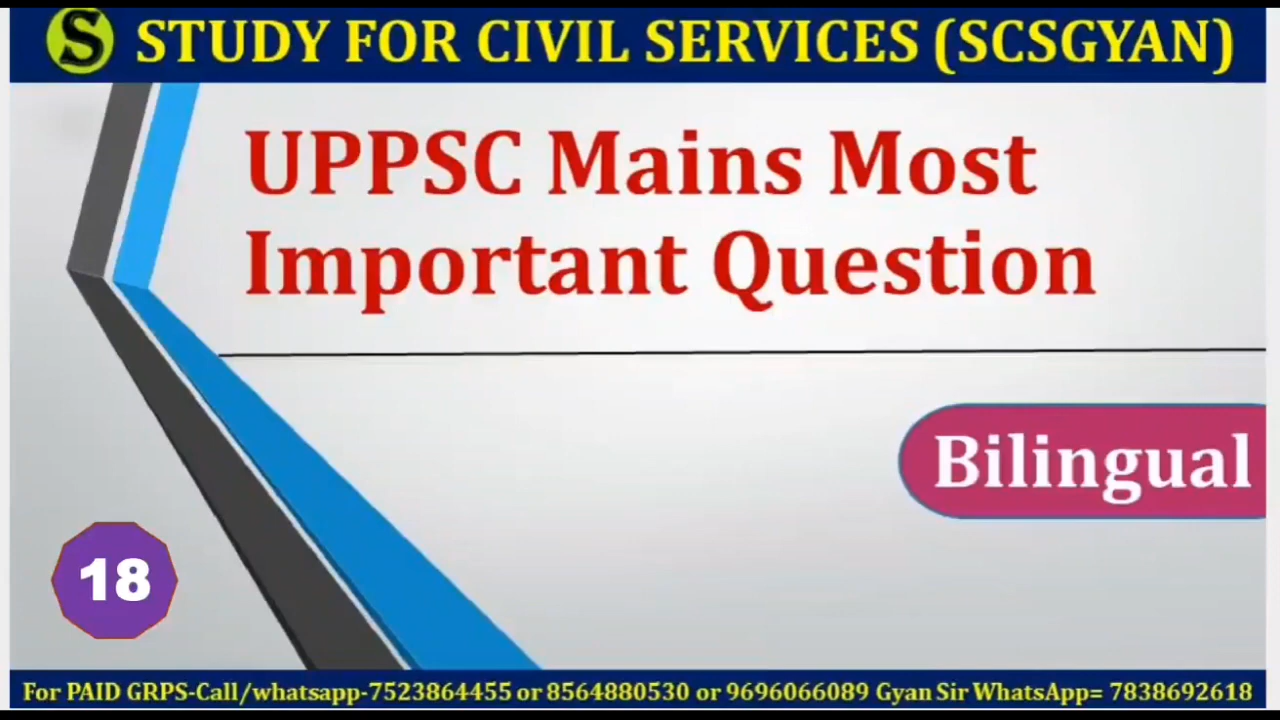 S STUDY FOR CIVIL SERVICES (SCSGYAN)
UPPSC Mains Most
Important Question
Bilingual
18
For PAID GRPS-Call/whatsapp-7523864455 or 8564880530 or 9696066089 Gyan Sir WhatsApp= 7838692618